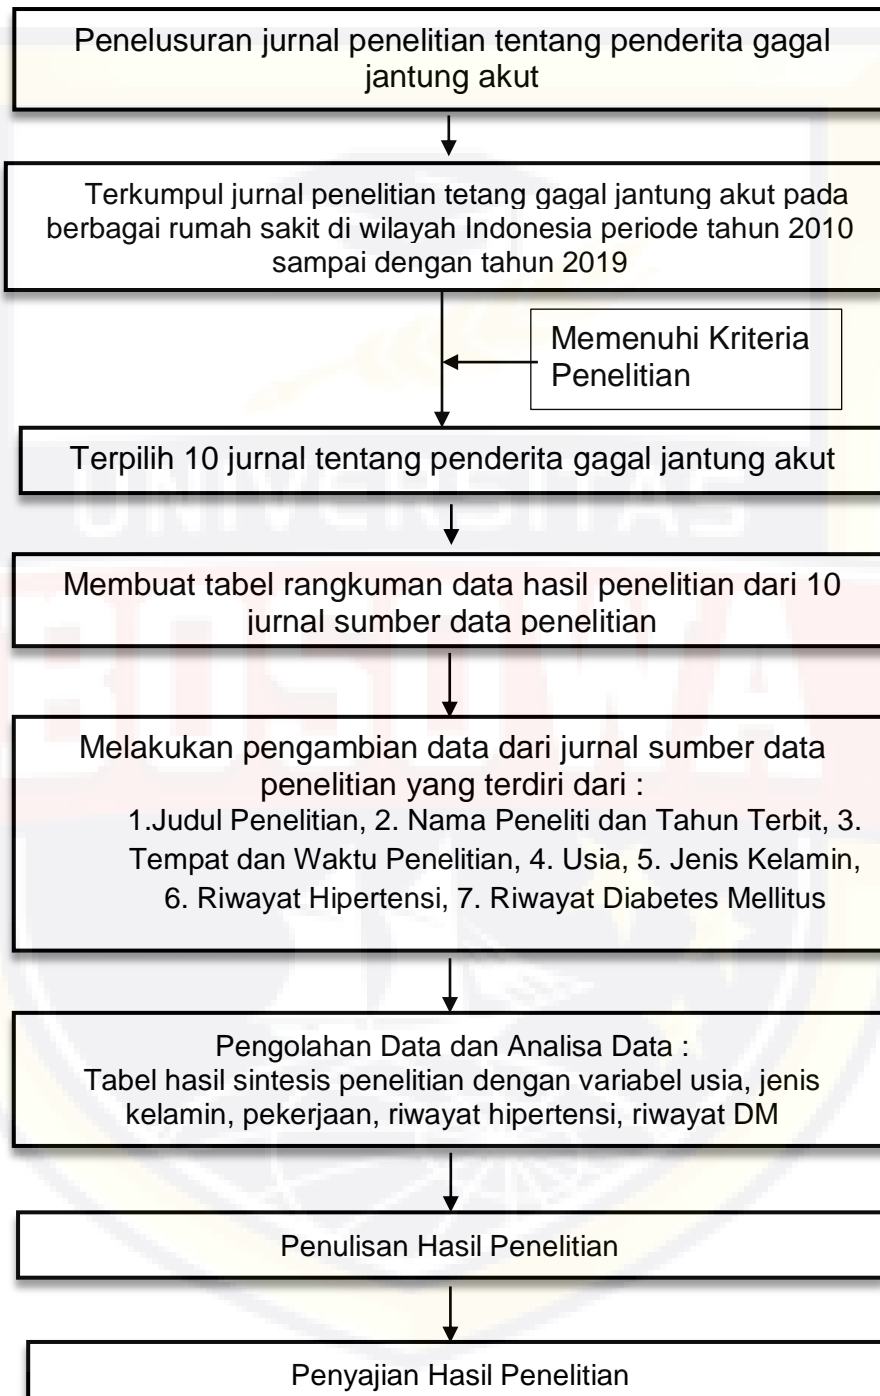 Penelusuran jurnal penelitian tentang penderita gagal
jantung akut
Terkumpul jurnal penelitian tetang gagal jantung akut pada
berbagai rumah sakit di wilayah Indonesia periode tahun 2010
sampai dengan tahun 2019
Memenuhi Kriteria
Penelitian
Terpilih 10 jurnal tentang penderita gagal jantung akut
UNIVERSITAS
Membuat tabel rangkuman data hasil penelitian dari 10
jurnal sumber data penelitian
BOSOWA
Melakukan pengambian data dari jurnal sumber data
penelitian yang terdiri dari :
1.Judul Penelitian, 2. Nama Peneliti dan Tahun Terbit, 3.
Tempat dan Waktu Penelitian, 4. Usia, 5. Jenis Kelamin,
6. Riwayat Hipertensi, 7. Riwayat Diabetes Mellitus
Pengolahan Data dan Analisa Data :
Tabel hasil sintesis penelitian dengan variabel usia, jenis
kelamin, pekerjaan, riwayat hipertensi, riwayat DM
Penulisan Hasil Penelitian
Penyajian Hasil Penelitian